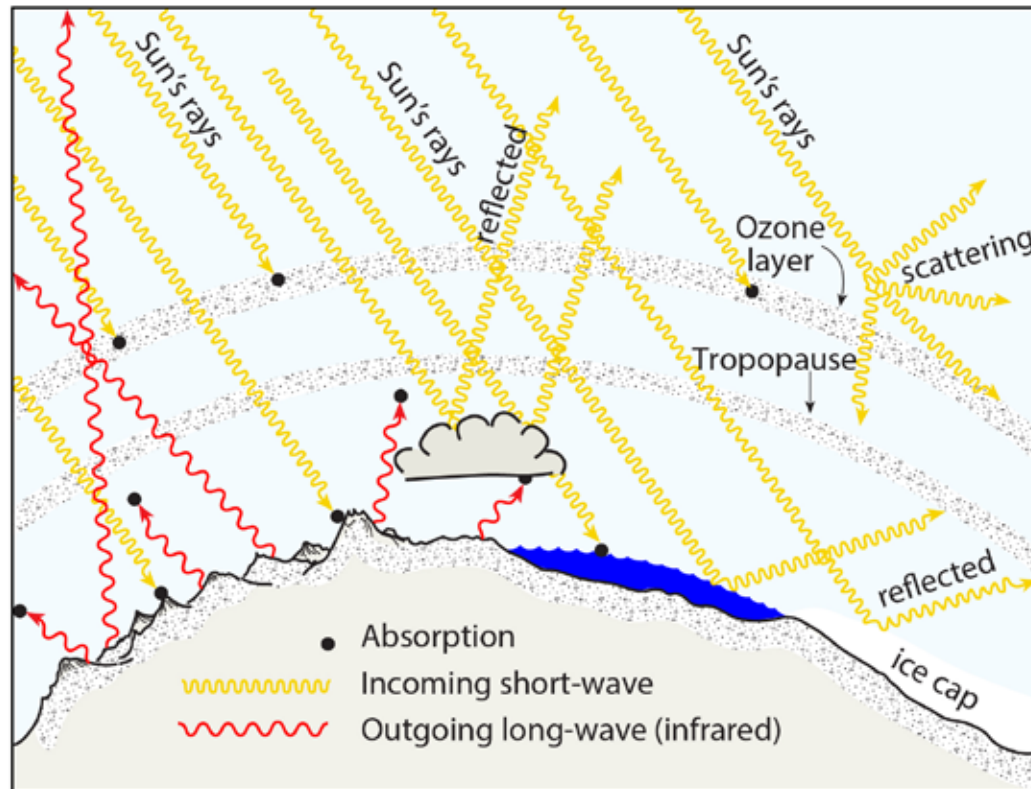 Sun's rays
Sun's rays
Sun's rays
reflected
Ozone
layer
scattering
Tropopause
reflected
ice cap
Absorption
Incoming short-wave
Outgoing long-wave (infrared)